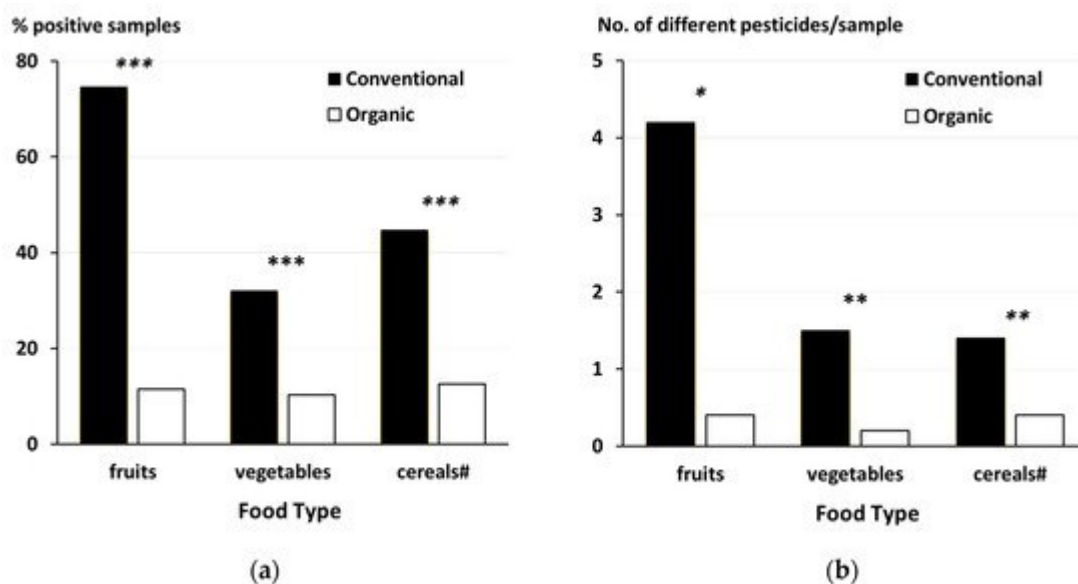 % positive samples
80
60
40
20
0
***
***
***
Conventional
Organic
fruits
vegetables
cereals#
Food Type
(a)
No. of different pesticides/sample
5
4
3
2
1
0
*
**
**
Conventional
Organic
fruits
vegetables
cereals#
Food Type
(b)